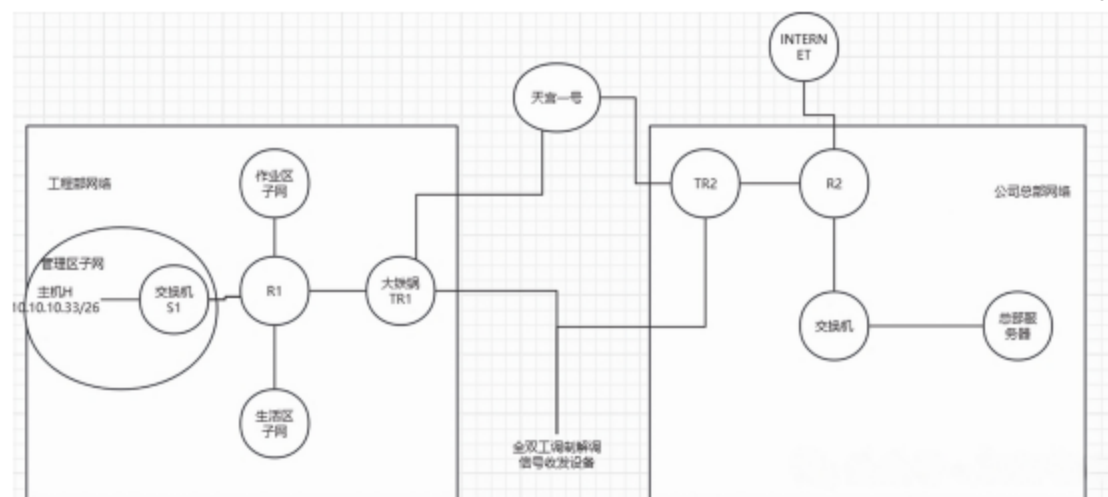 INTERN
ET
天宫一号
工程部网络
作业区
子网
TR2
R2
公司总部网络
管理区子网
主机H
10.10.10.33/26
交换机
S1
R1
大铁锅
TR1
交换机
总部服
务器
生活区
子网
全双工调制解调
信号收发设备